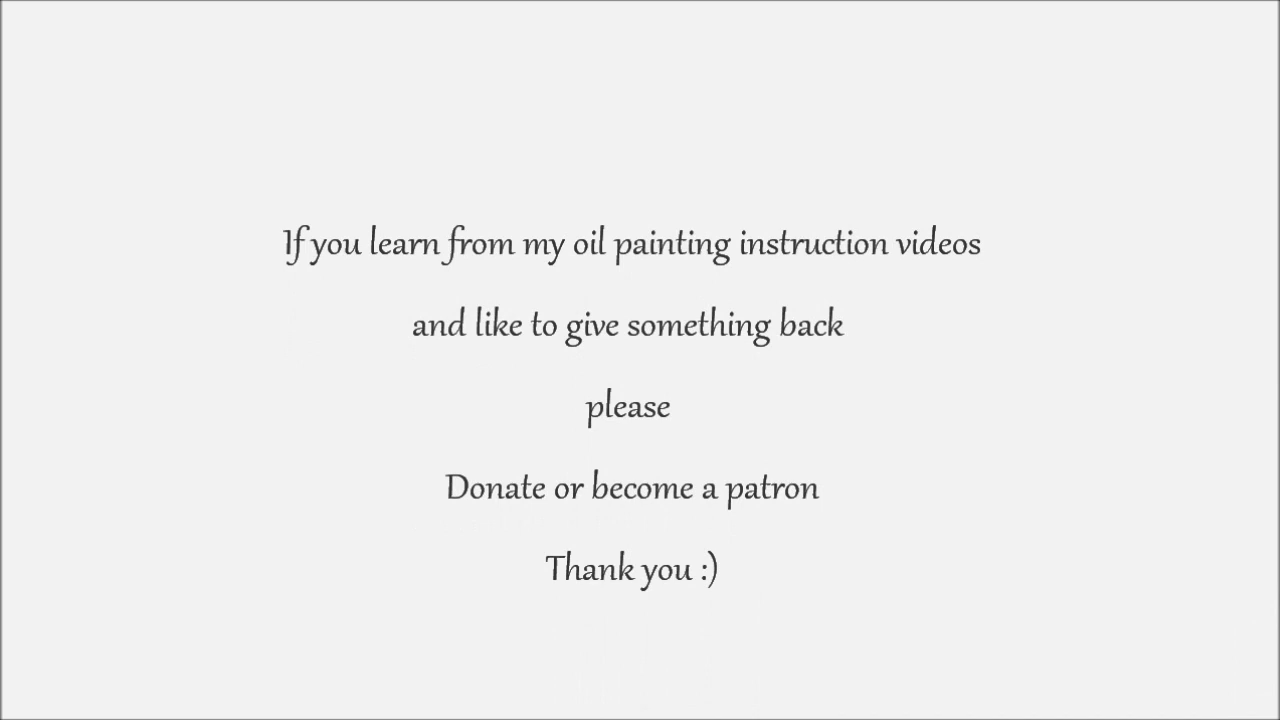 If you learn from my oil painting instruction videos
and like to give something back
please
Donate or become a patron
Thank you :)